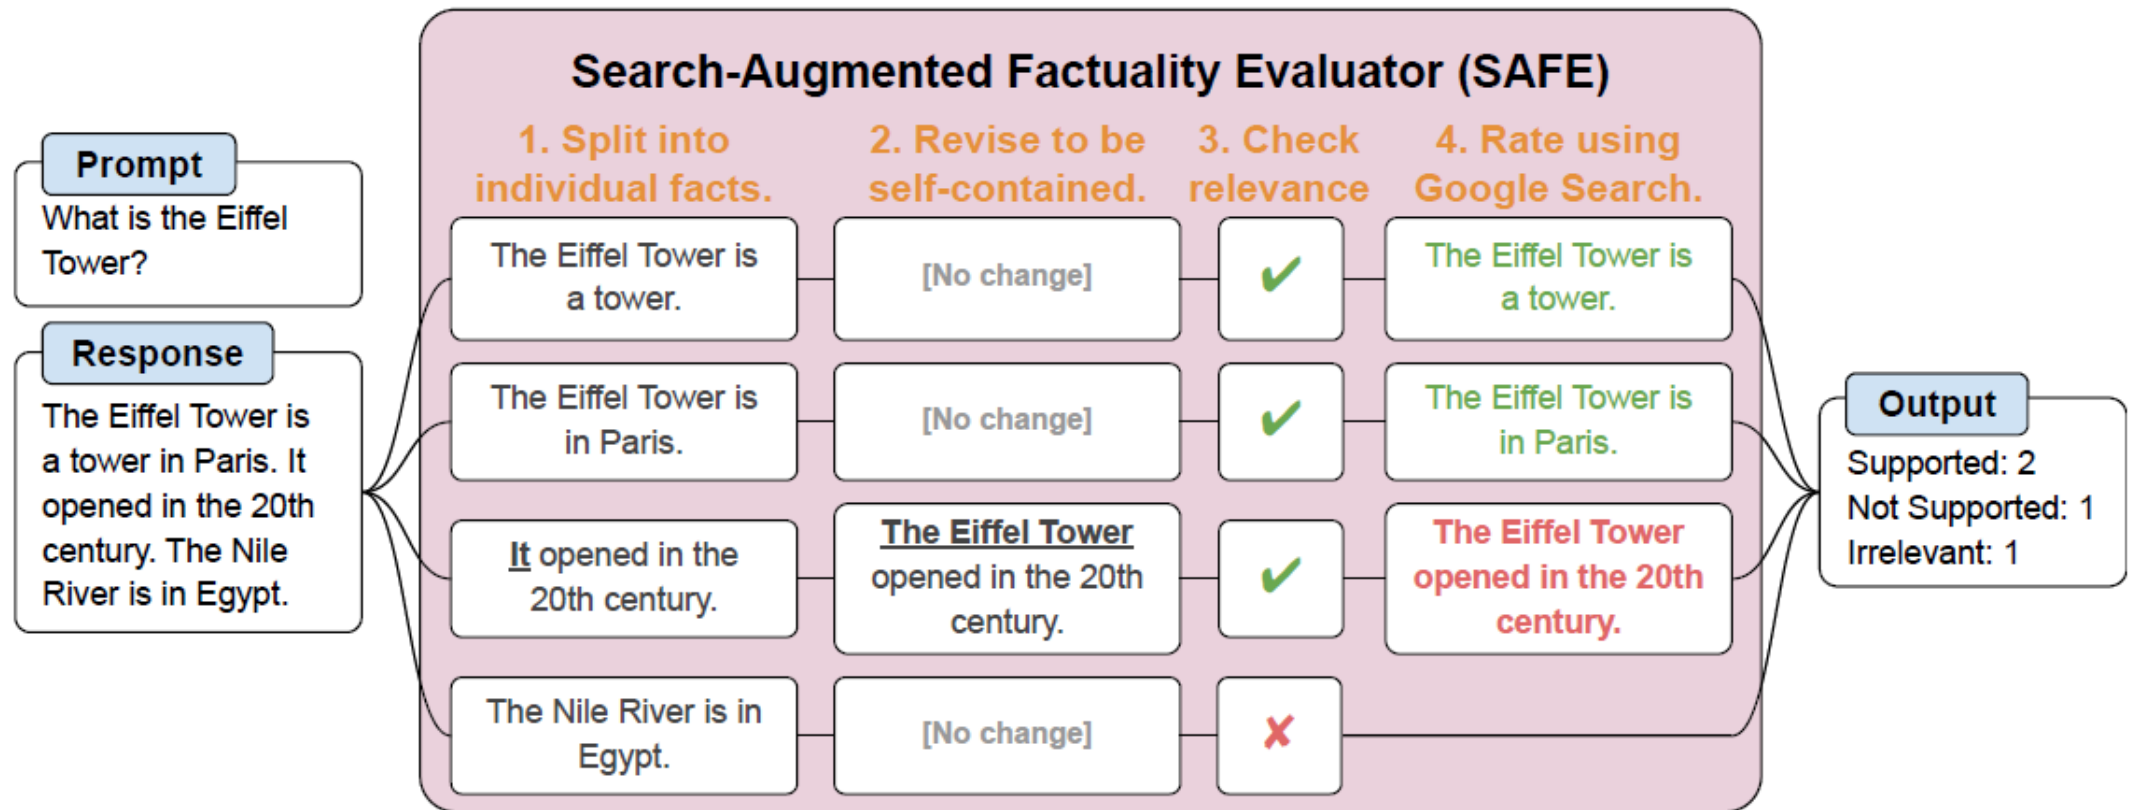 Search-Augmented Factuality Evaluator (SAFE)
Prompt
What is the Eiffel
Tower?
Response
The Eiffel Tower is
a tower in Paris. It
opened in the 20th
century. The Nile
River is in Egypt.
1. Split into
individual facts.
2. Revise to be
self-contained.
3. Check
relevance
4. Rate using
Google Search.
The Eiffel Tower is
a tower.
[No change]
✔
The Eiffel Tower is
a tower.
The Eiffel Tower is
in Paris.
[No change]
✔
The Eiffel Tower is
in Paris.
It opened in the
20th century.
The Eiffel Tower
opened in the 20th
century.
✔
The Eiffel Tower
opened in the 20th
century.
The Nile River is in
Egypt.
[No change]
✘
Output
Supported: 2
Not Supported: 1
Irrelevant: 1